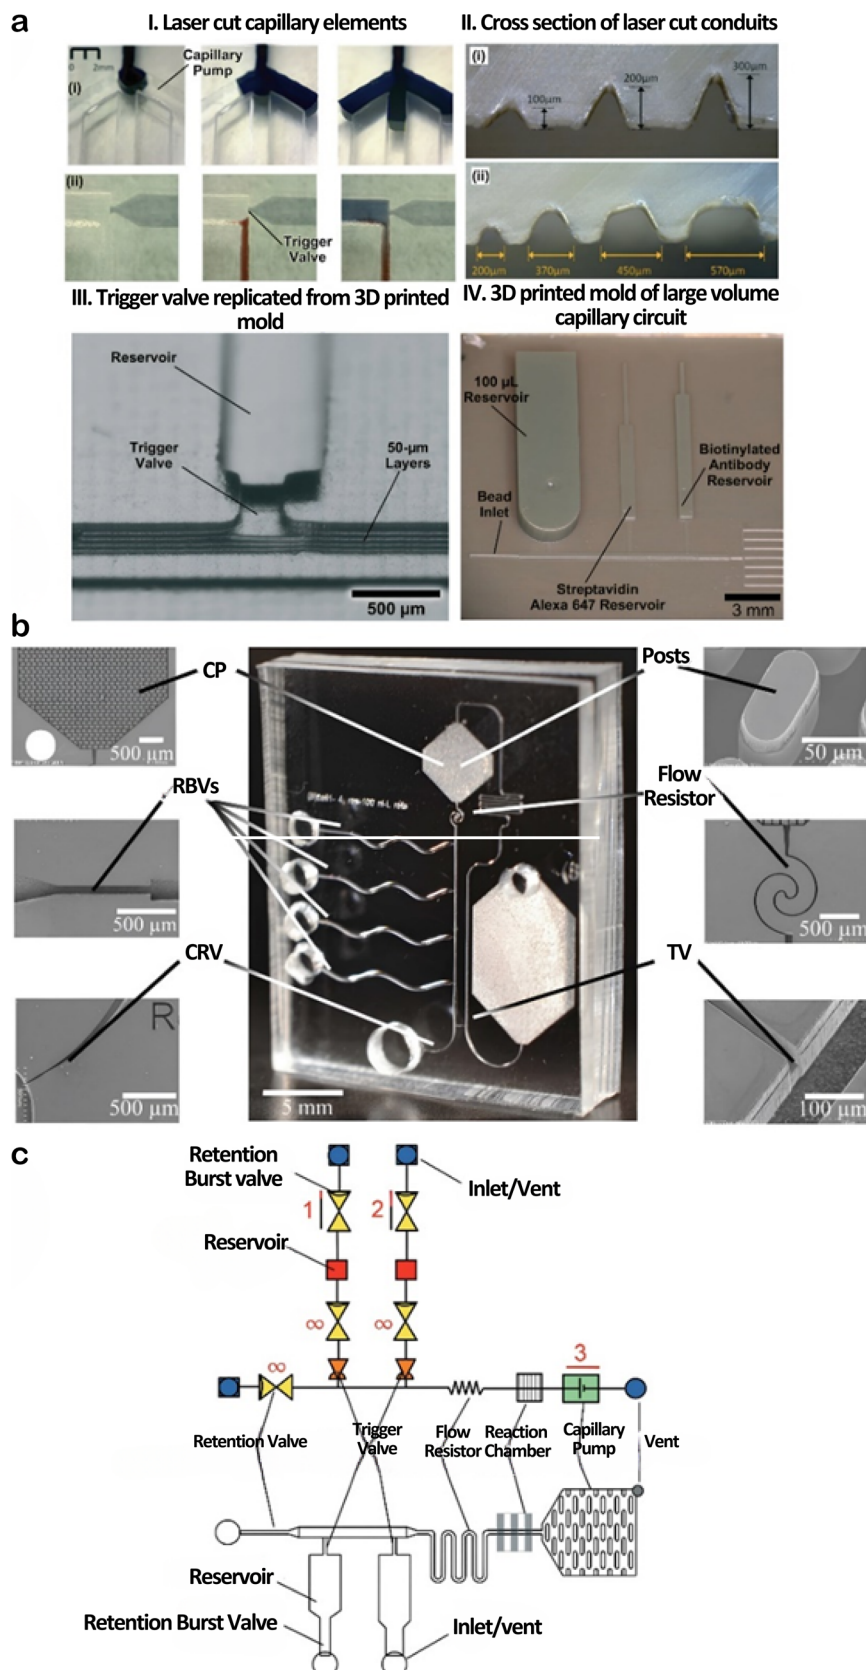 a
I. Laser cut capillary elements
II. Cross section of laser cut conduits
0 2mm
Capillary
Pump
(i)
(ii)
Trigger
Valve
(i)
100µm
200µm
300µm
(ii)
200µm
370µm
450µm
570µm
III. Trigger valve replicated from 3D printed
mold
IV. 3D printed mold of large volume
capillary circuit
Reservoir
Trigger
Valve
50-µm
Layers
500 µm
100 µL
Reservoir
Biotinylated
Antibody
Reservoir
Bead
Inlet
Streptavidin
Alexa 647 Reservoir
3 mm
b
CP
500 µm
RBVs
500 µm
CRV
R
500 µm
5 mm
Posts
50 µm
Flow
Resistor
500 µm
TV
100 µm
c
Retention
Burst valve
Inlet/Vent
1
2
Reservoir
∞
∞
∞
3
Retention Valve
Trigger
Valve
Flow
Resistor
Reaction
Chamber
Capillary
Pump
Vent
Reservoir
Retention Burst Valve
Inlet/vent